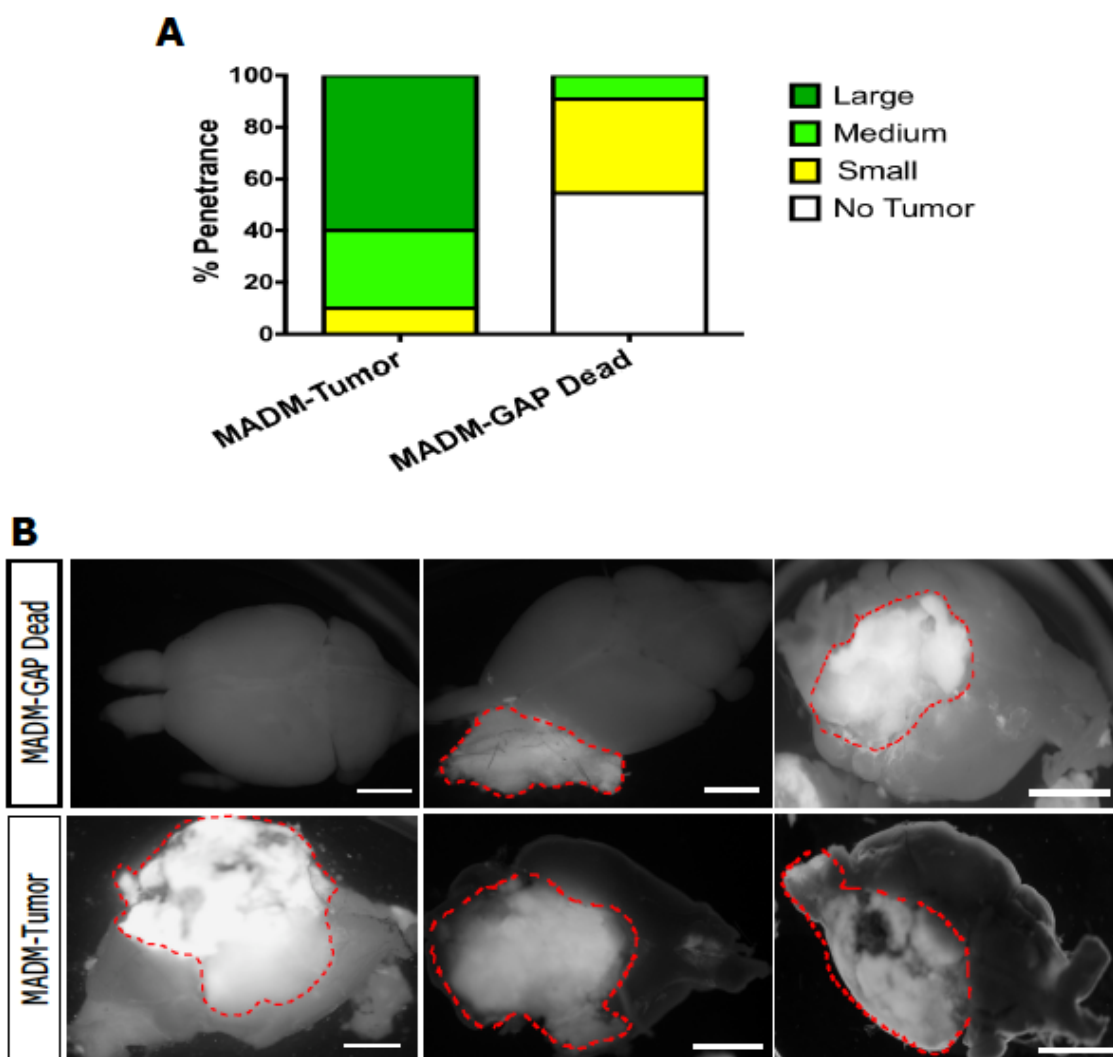 A
100
80
60
40
20
0
% Penetrance
MADM-Tumor
MADM-GAP Dead
Large
Medium
Small
No Tumor
B
MADM-GAP Dead
MADM-Tumor